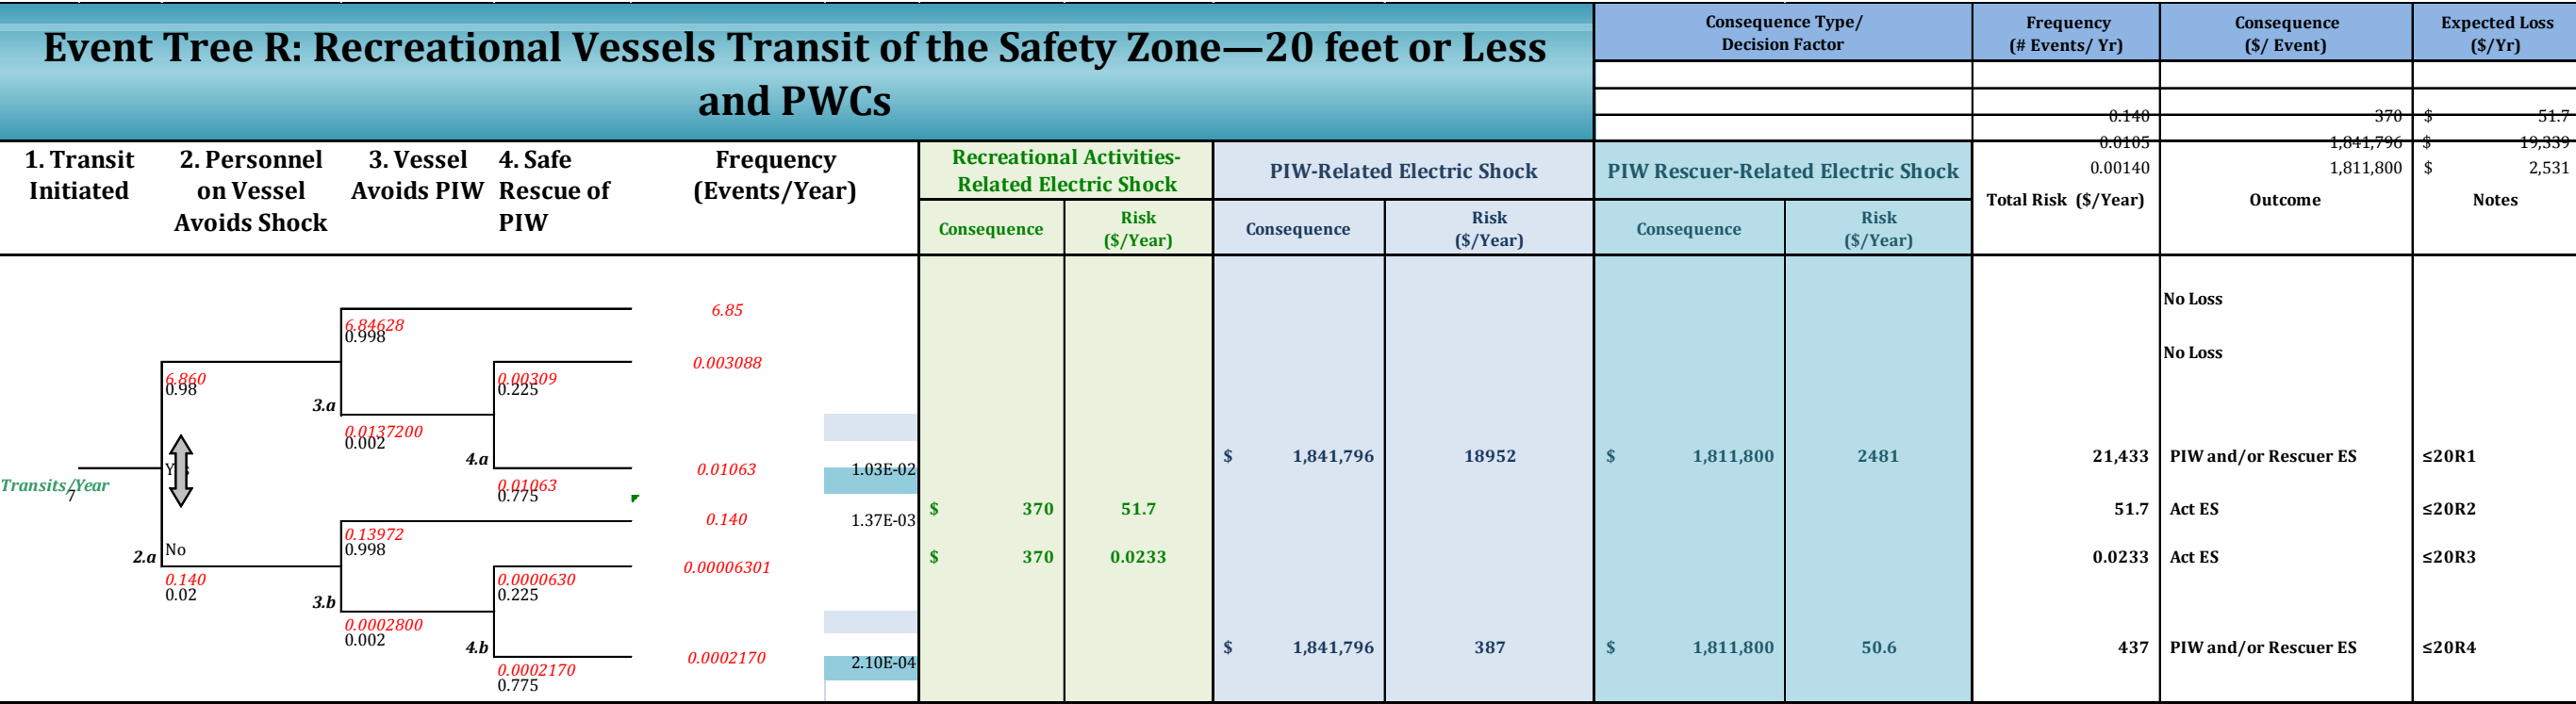 Event Tree R: Recreational Vessels Transit of the Safety Zone—20 feet or Less
and PWCs
Consequence Type/
Decision Factor
Frequency
(# Events/ Yr)
Consequence
($/ Event)
Expected Loss
($/Yr)
0.140 370 $ 51.7
0.0105 1,841,796 $ 19,339
0.00140 1,811,800 $ 2,531
1. Transit
Initiated
2. Personnel
on Vessel
Avoids Shock
3. Vessel
Avoids PIW
4. Safe
Rescue of
PIW
Frequency
(Events/Year)
Recreational Activities-
Related Electric Shock
PIW-Related Electric Shock
PIW Rescuer-Related Electric Shock
Total Risk ($/Year)
Outcome
Notes
Consequence
Risk
($/Year)
Consequence
Risk
($/Year)
Consequence
Risk
($/Year)
No Loss
6.85
6.84628
0.998
No Loss
0.003088
6.860
0.98
0.00309
0.225
3.a
0.0137200
0.002
4.a
$ 1,841,796 18952 $ 1,811,800 2481 21,433 PIW and/or Rescuer ES ≤20R1
0.01063
1.03E-02
Transits/Year
7
0.01063
0.775
$ 370 51.7 51.7 Act ES ≤20R2
0.140
1.37E-03
0.13972
0.998
No
2.a
$ 370 0.0233 0.0233 Act ES ≤20R3
0.00006301
0.140
0.02
0.0000630
0.225
3.b
0.0002800
0.002
4.b
$ 1,841,796 387 $ 1,811,800 50.6 437 PIW and/or Rescuer ES ≤20R4
0.0002170
2.10E-04
0.0002170
0.775